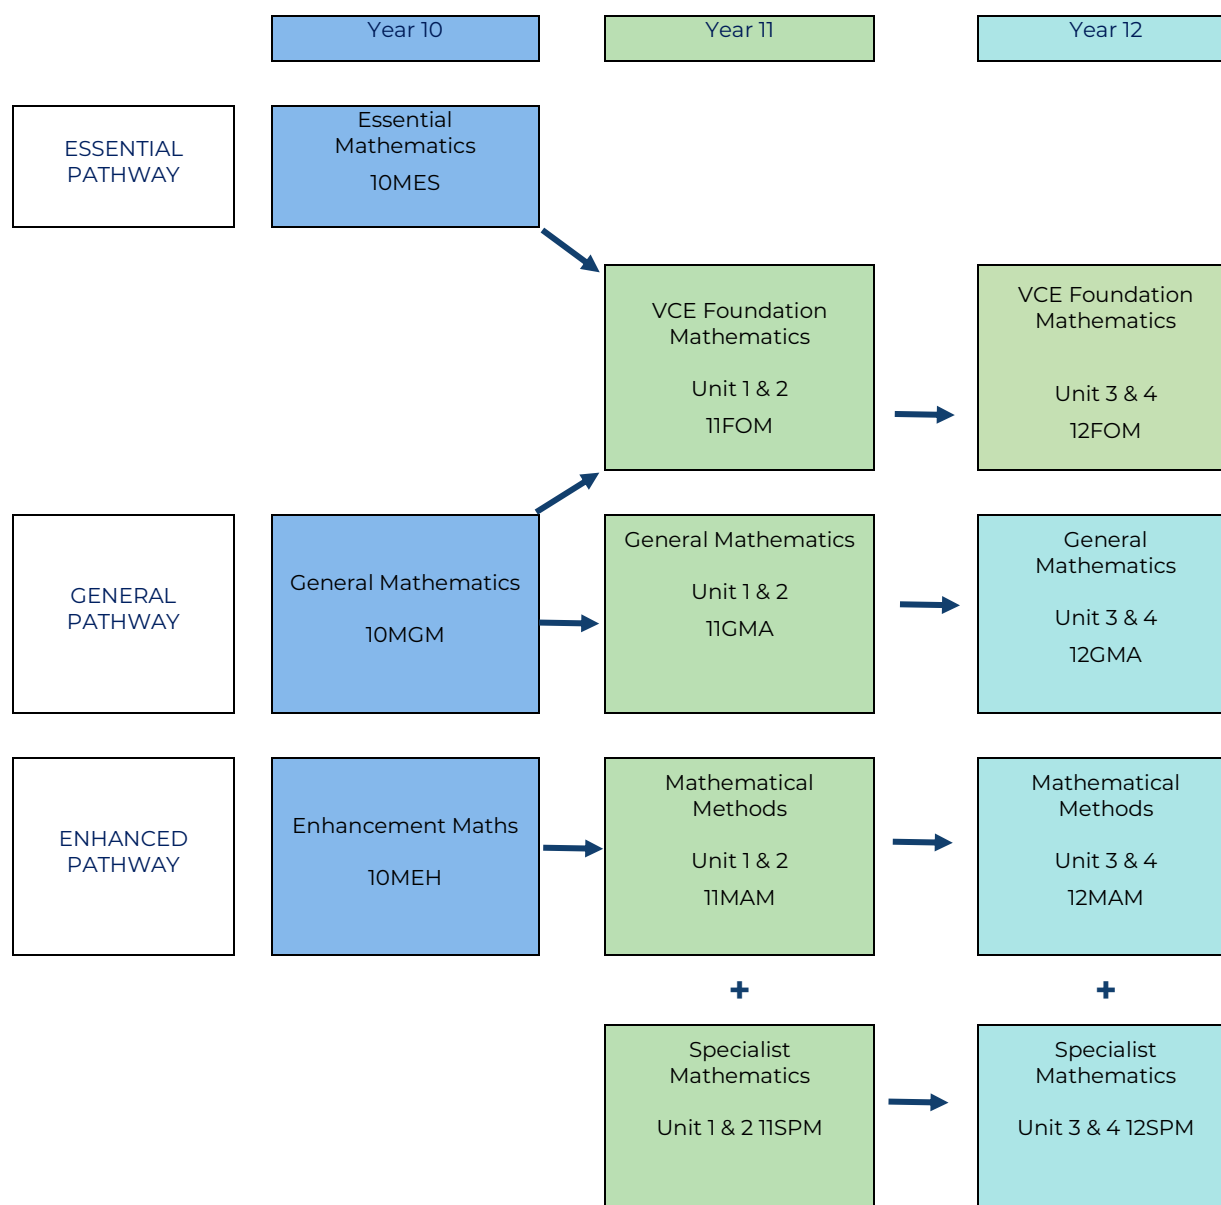 Year 10
Year 11
Year 12
ESSENTIAL
PATHWAY
Essential
Mathematics
10MES
VCE Foundation
Mathematics
Unit 1 & 2
11FOM
VCE Foundation
Mathematics
Unit 3 & 4
12FOM
GENERAL
PATHWAY
General Mathematics
10MGM
General Mathematics
Unit 1 & 2
11GMA
General
Mathematics
Unit 3 & 4
12GMA
ENHANCED
PATHWAY
Enhancement Maths
10MEH
Mathematical
Methods
Unit 1 & 2
11MAM
Mathematical
Methods
Unit 3 & 4
12MAM
+
+
Specialist
Mathematics
Unit 1 & 2 11SPM
Specialist
Mathematics
Unit 3 & 4 12SPM